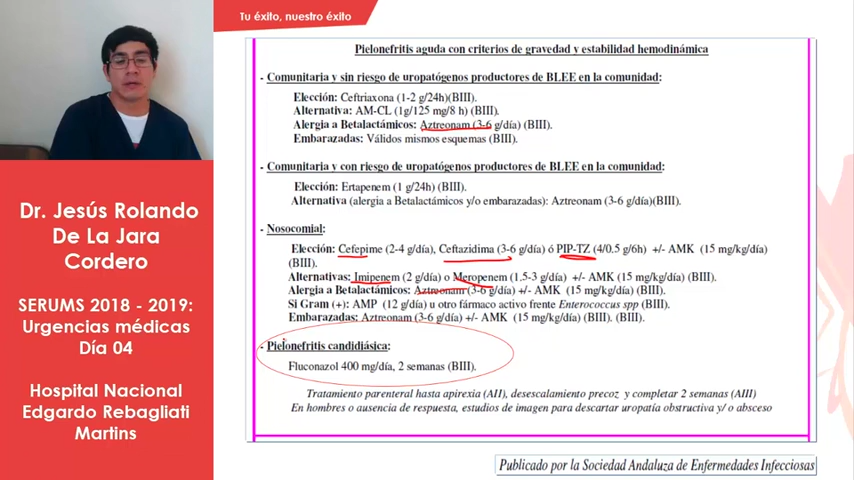 Tu éxito, nuestro éxito
Dr. Jesús Rolando
De La Jara
Cordero
SERUMS 2018 - 2019:
Urgencias médicas
Día 04
Hospital Nacional
Edgardo Rebagliati
Martins
Pielonefritis aguda con criterios de gravedad y estabilidad hemodinámica
- Comunitaria y sin riesgo de uropatógenos productores de BLEE en la comunidad:
Elección: Ceftriaxona (1-2 g/24h)(BIII).
Alternativa: AM-CL (1g/125 mg/8 h) (BIII).
Alergia a Betalactámicos: Aztreonam (3-6 g/día) (BIII).
Embarazadas: Válidos mismos esquemas (BIII).
- Comunitaria y con riesgo de uropatógenos productores de BLEE en la comunidad:
Elección: Ertapenem (1 g/24h) (BIII).
Alternativa (alergia a Betalactámicos y/o embarazadas): Aztreonam (3-6 g/día)(BIII).
- Nosocomial:
Elección: Cefepime (2-4 g/día), Ceftazidima (3-6 g/día) ó PIP-TZ (4/0.5 g/6h) +/- AMK (15 mg/kg/día)
(BIII).
Alternativas: Imipenem (2 g/día) o Meropenem (1.5-3 g/día) +/- AMK (15 mg/kg/día) (BIII).
Alergia a Betalactámicos: Aztreonam (3-6 g/día) +/- AMK (15 mg/kg/día) (BIII).
Si Gram (+): AMP (12 g/día) u otro fármaco activo frente Enterococcus spp (BIII).
Embarazadas: Aztreonam (3-6 g/día) +/- AMK (15 mg/kg/día) (BIII). (BIII).
- Pielonefritis candidiásica:
Fluconazol 400 mg/día, 2 semanas (BIII).
Tratamiento parenteral hasta apirexia (AII), desescalamiento precoz y completar 2 semanas (AIII)
En hombres o ausencia de respuesta, estudios de imagen para descartar uropatía obstructiva y/ o absceso
Publicado por la Sociedad Andaluza de Enfermedades Infecciosas